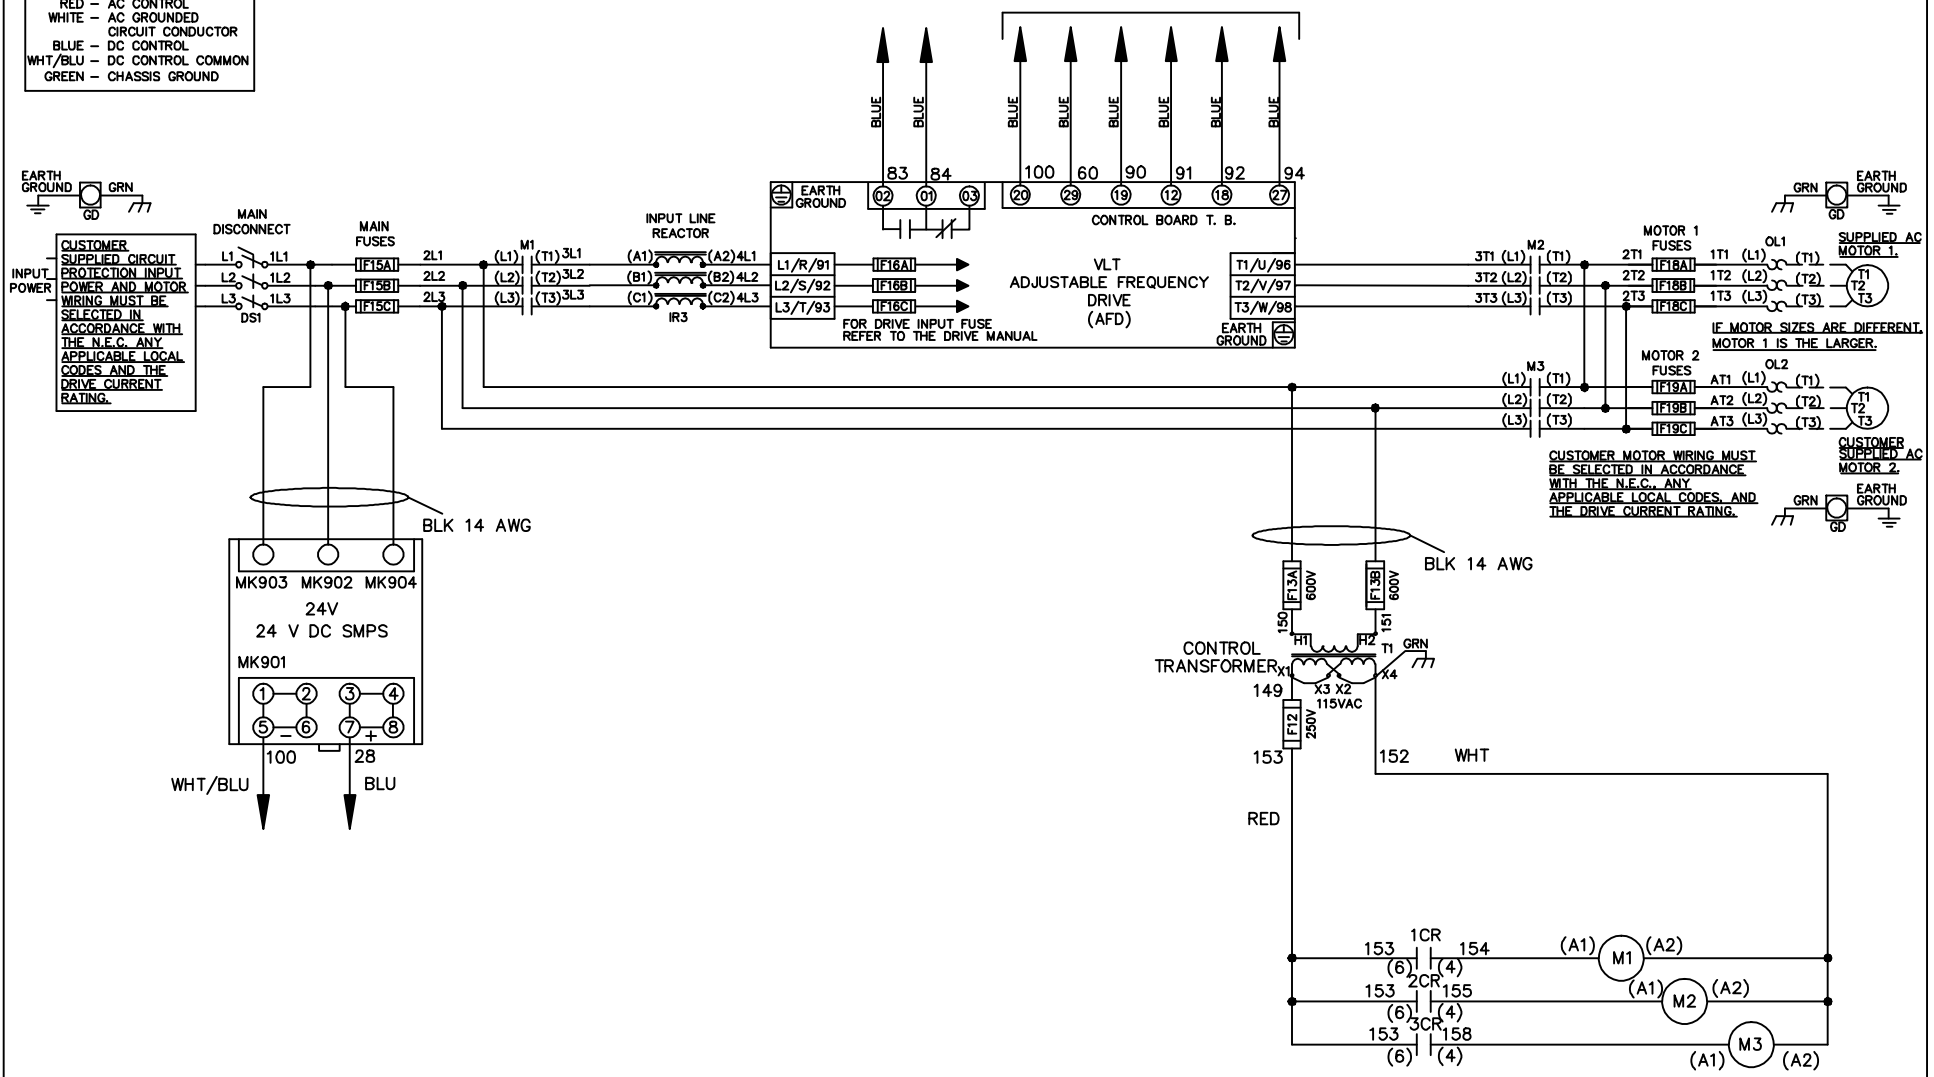 RED – AC CONTROL
WHITE – AC GROUNDED
CIRCUIT CONDUCTOR
BLUE – DC CONTROL
WHT/BLU – DC CONTROL COMMON
GREEN – CHASSIS GROUND
BLUE BLUE BLUE BLUE BLUE BLUE BLUE BLUE
83 84 100 60 90 91 92 94
EARTH
GROUND
GRN
GD
MAIN
DISCONNECT
MAIN
FUSES
INPUT LINE
REACTOR
EARTH
GROUND
02 01 03 20 29 19 12 18 27
CONTROL BOARD T. B.
GRN
EARTH
GROUND
GD
INPUT
POWER
CUSTOMER
SUPPLIED CIRCUIT
PROTECTION INPUT
POWER AND MOTOR
WIRING MUST BE
SELECTED IN
ACCORDANCE WITH
THE N.E.C. ANY
APPLICABLE LOCAL
CODES AND THE
DRIVE CURRENT
RATING.
M1
M2
MOTOR 1
FUSES
OL1
SUPPLIED AC
MOTOR 1.
L1 1L1 F15A 2L1 (L1) (T1) 3L1 (A1) (A2) 4L1 L1/R/91 F16A
L2 1L2 F15B 2L2 (L2) (T2) 3L2 (B1) (B2) 4L2 L2/S/92 F16B
L3 1L3 F15C 2L3 (L3) (T3) 3L3 (C1) (C2) 4L3 L3/T/93 F16C
DS1
IR3
VLT
ADJUSTABLE FREQUENCY
DRIVE
(AFD)
FOR DRIVE INPUT FUSE
REFER TO THE DRIVE MANUAL
EARTH
GROUND
T1/U/96 3T1 (L1) (T1) 2T1 F18A 1T1 (L1) (T1) T1
T2/V/97 3T2 (L2) (T2) 2T2 F18B 1T2 (L2) (T2) T2
T3/W/98 3T3 (L3) (T3) 2T3 F18C 1T3 (L3) (T3) T3
IF MOTOR SIZES ARE DIFFERENT,
MOTOR 1 IS THE LARGER.
M3
MOTOR 2
FUSES
OL2
(L1) (T1) F19A AT1 (L1) (T1) T1
(L2) (T2) F19B AT2 (L2) (T2) T2
(L3) (T3) F19C AT3 (L3) (T3) T3
CUSTOMER
SUPPLIED AC
MOTOR 2.
CUSTOMER MOTOR WIRING MUST
BE SELECTED IN ACCORDANCE
WITH THE N.E.C., ANY
APPLICABLE LOCAL CODES, AND
THE DRIVE CURRENT RATING.
GRN
EARTH
GROUND
GD
BLK 14 AWG
MK903 MK902 MK904
24V
24 V DC SMPS
MK901
1 2 3 4
5 – 6 7 + 8
100 28
WHT/BLU BLU
BLK 14 AWG
F13A 600V F13B 600V
150 151
H1 H2
T1
GRN
CONTROL
TRANSFORMER
X1 X3 X2 X4
115VAC
149
F12 250V
153 152 WHT
RED
1CR
153 154 (A1) M1 (A2)
(6) (4)
2CR
153 155 (A1) M2 (A2)
(6) (4)
3CR
153 158 M3
(6) (4) (A1) (A2)